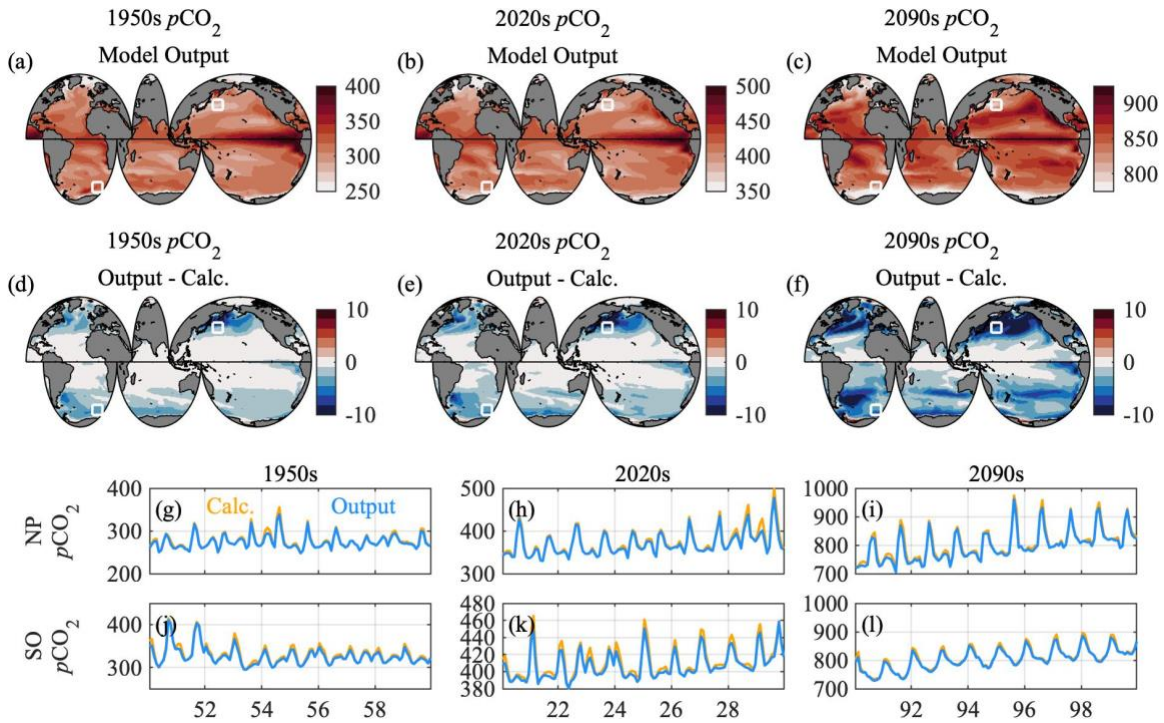 1950s pCO2
2020s pCO2
2090s pCO2
(a) Model Output
(b) Model Output
(c) Model Output
400
350
300
250
500
450
400
350
900
850
800
1950s pCO2
2020s pCO2
2090s pCO2
(d) Output - Calc.
(e) Output - Calc.
(f) Output - Calc.
10
0
-10
10
0
-10
10
0
-10
1950s
2020s
2090s
NP
pCO2
400
300
200
(g) Calc. Output
500
400
300
(h)
1000
900
800
700
(i)
SO
pCO2
400
300
(j)
460
440
420
400
380
(k)
1000
900
800
700
(l)
52 54 56 58
22 24 26 28
92 94 96 98